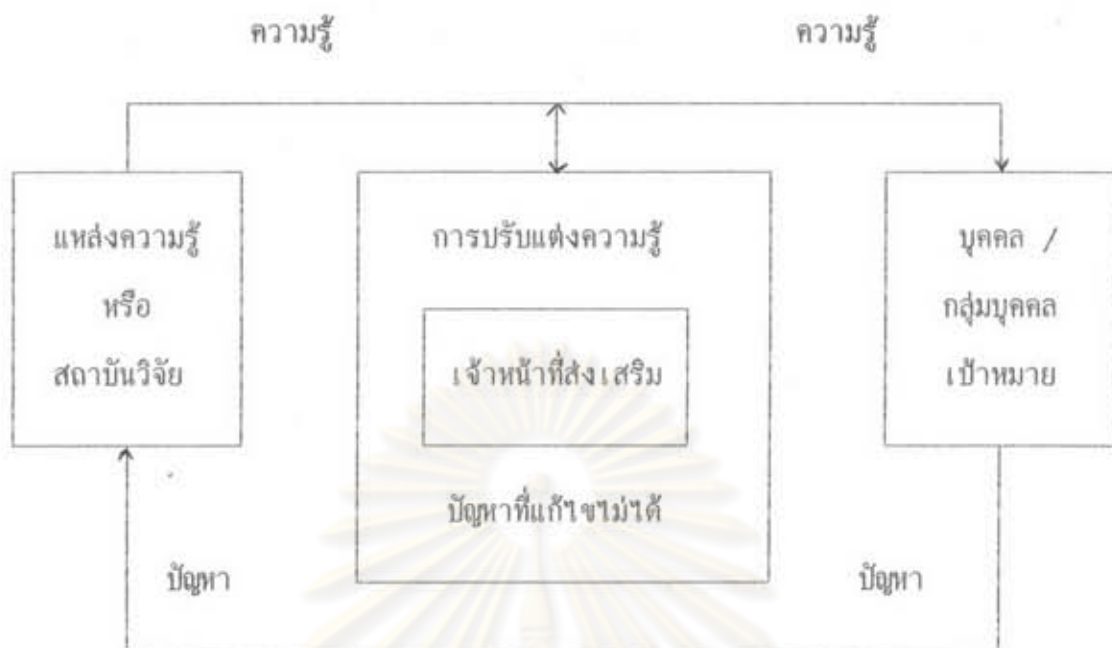 ความรู้
ความรู้
แหล่งความรู้
หรือ
สถาบันวิจัย
การปรับแต่งความรู้
เจ้าหน้าที่ส่งเสริม
ปัญหาที่แก้ไขไม่ได้
บุคคล /
กลุ่มบุคคล
เป้าหมาย
ปัญหา
ปัญหา